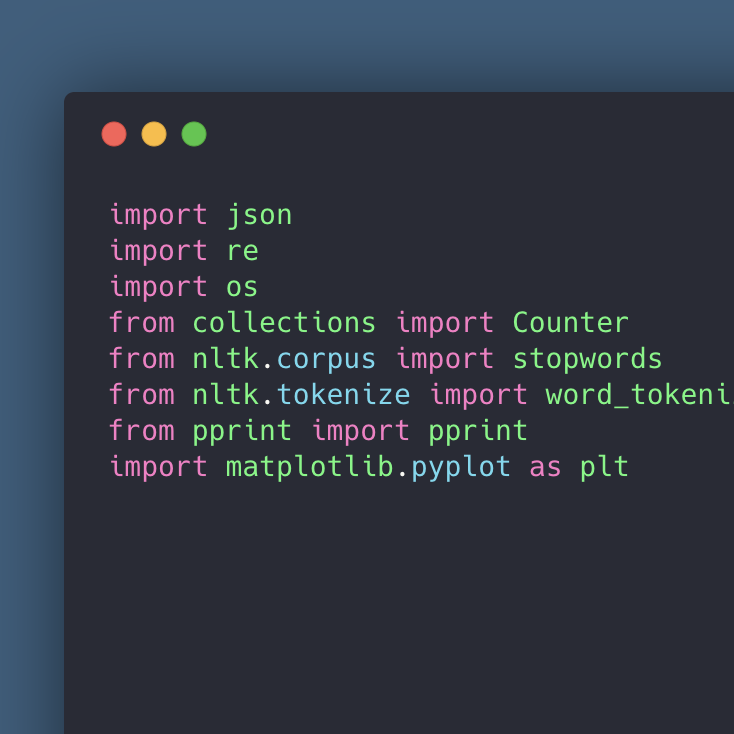 import json
import re
import os
from collections import Counter
from nltk.corpus import stopwords
from nltk.tokenize import word_tokeni
from pprint import pprint
import matplotlib.pyplot as plt